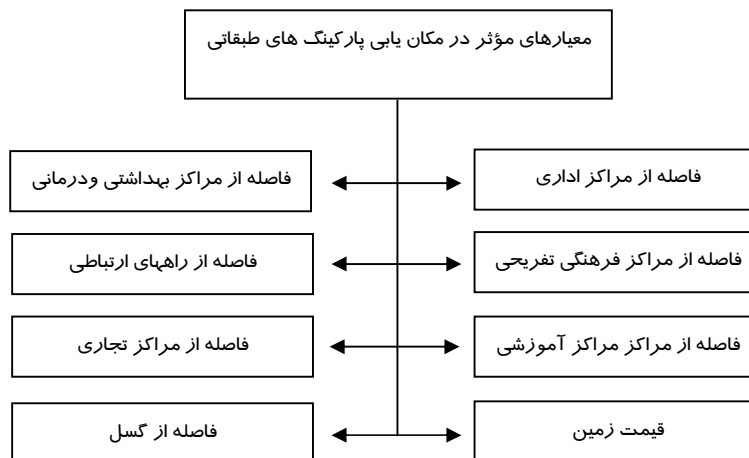 معیارهای مؤثر در مکان یابی پارکینگ های طبقاتی
فاصله از مراکز اداری
فاصله از مراکز بهداشتی ودرمانی
فاصله از مراکز فرهنگی تفریحی
فاصله از راههای ارتباطی
فاصله از مراکز مراکز آموزشی
فاصله از مراکز تجاری
قیمت زمین
فاصله از گسل